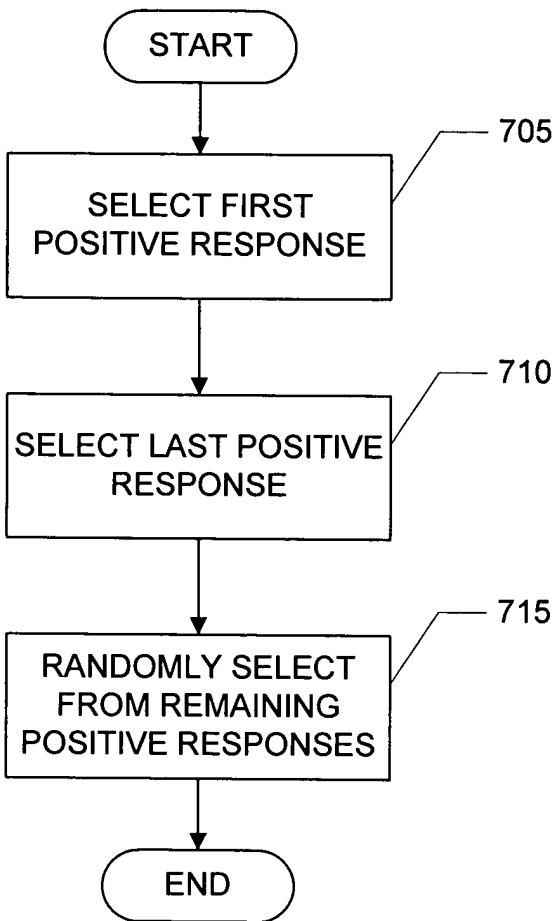 START
705
SELECT FIRST
POSITIVE RESPONSE
710
SELECT LAST POSITIVE
RESPONSE
715
RANDOMLY SELECT
FROM REMAINING
POSITIVE RESPONSES
END